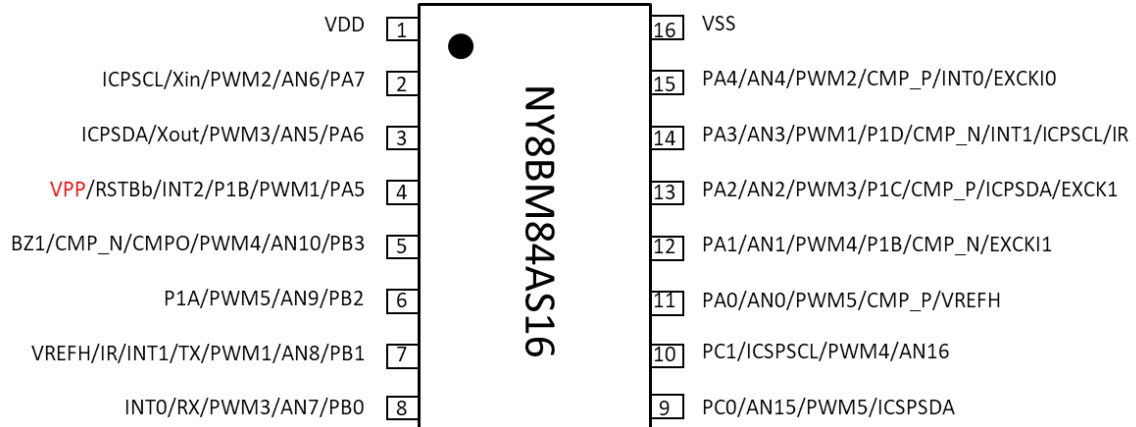 VDD 1
ICPSCL/Xin/PWM2/AN6/PA7 2
ICPSDA/Xout/PWM3/AN5/PA6 3
VPP/RSTBb/INT2/P1B/PWM1/PA5 4
BZ1/CMP_N/CMPO/PWM4/AN10/PB3 5
P1A/PWM5/AN9/PB2 6
VREFH/IR/INT1/TX/PWM1/AN8/PB1 7
INT0/RX/PWM3/AN7/PB0 8
NY8BM84AS16
16 VSS
15 PA4/AN4/PWM2/CMP_P/INT0/EXCKI0
14 PA3/AN3/PWM1/P1D/CMP_N/INT1/ICPSCL/IR
13 PA2/AN2/PWM3/P1C/CMP_P/ICPSDA/EXCK1
12 PA1/AN1/PWM4/P1B/CMP_N/EXCKI1
11 PA0/AN0/PWM5/CMP_P/VREFH
10 PC1/ICSPSCL/PWM4/AN16
9 PC0/AN15/PWM5/ICSPSDA